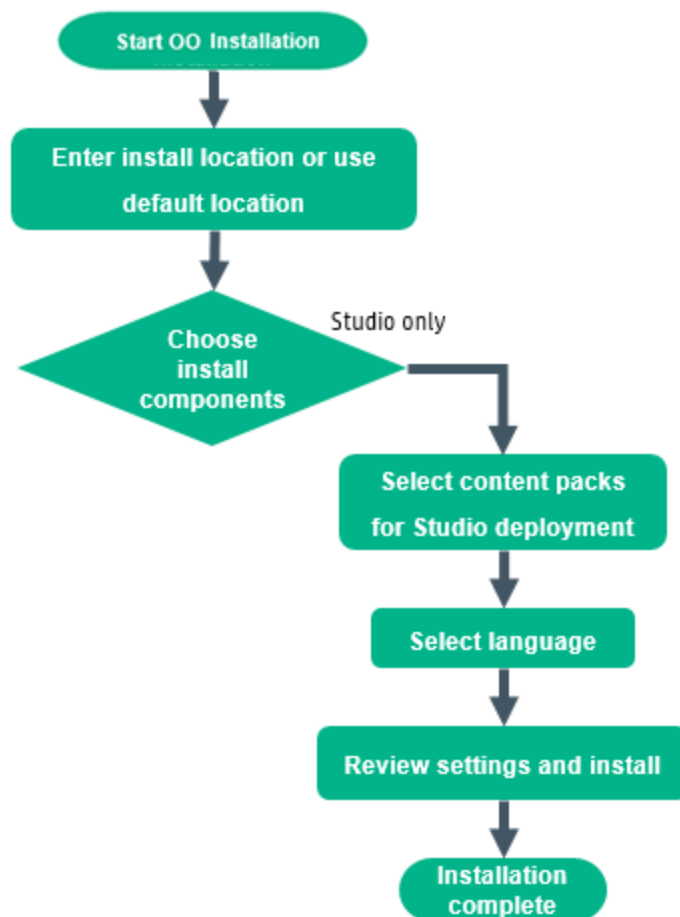 Start OO Installation
Enter install location or use
default location
Choose
install
components
Studio only
Select content packs
for Studio deployment
Select language
Review settings and install
Installation
complete